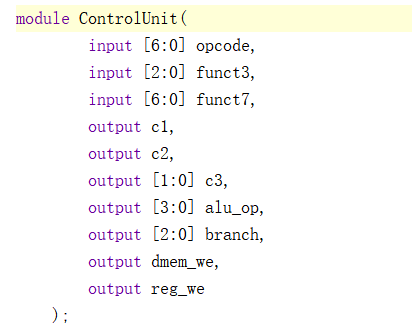 module ControlUnit(
input [6:0] opcode,
input [2:0] funct3,
input [6:0] funct7,
output c1,
output c2,
output [1:0] c3,
output [3:0] alu_op,
output [2:0] branch,
output dmem_we,
output reg_we
);